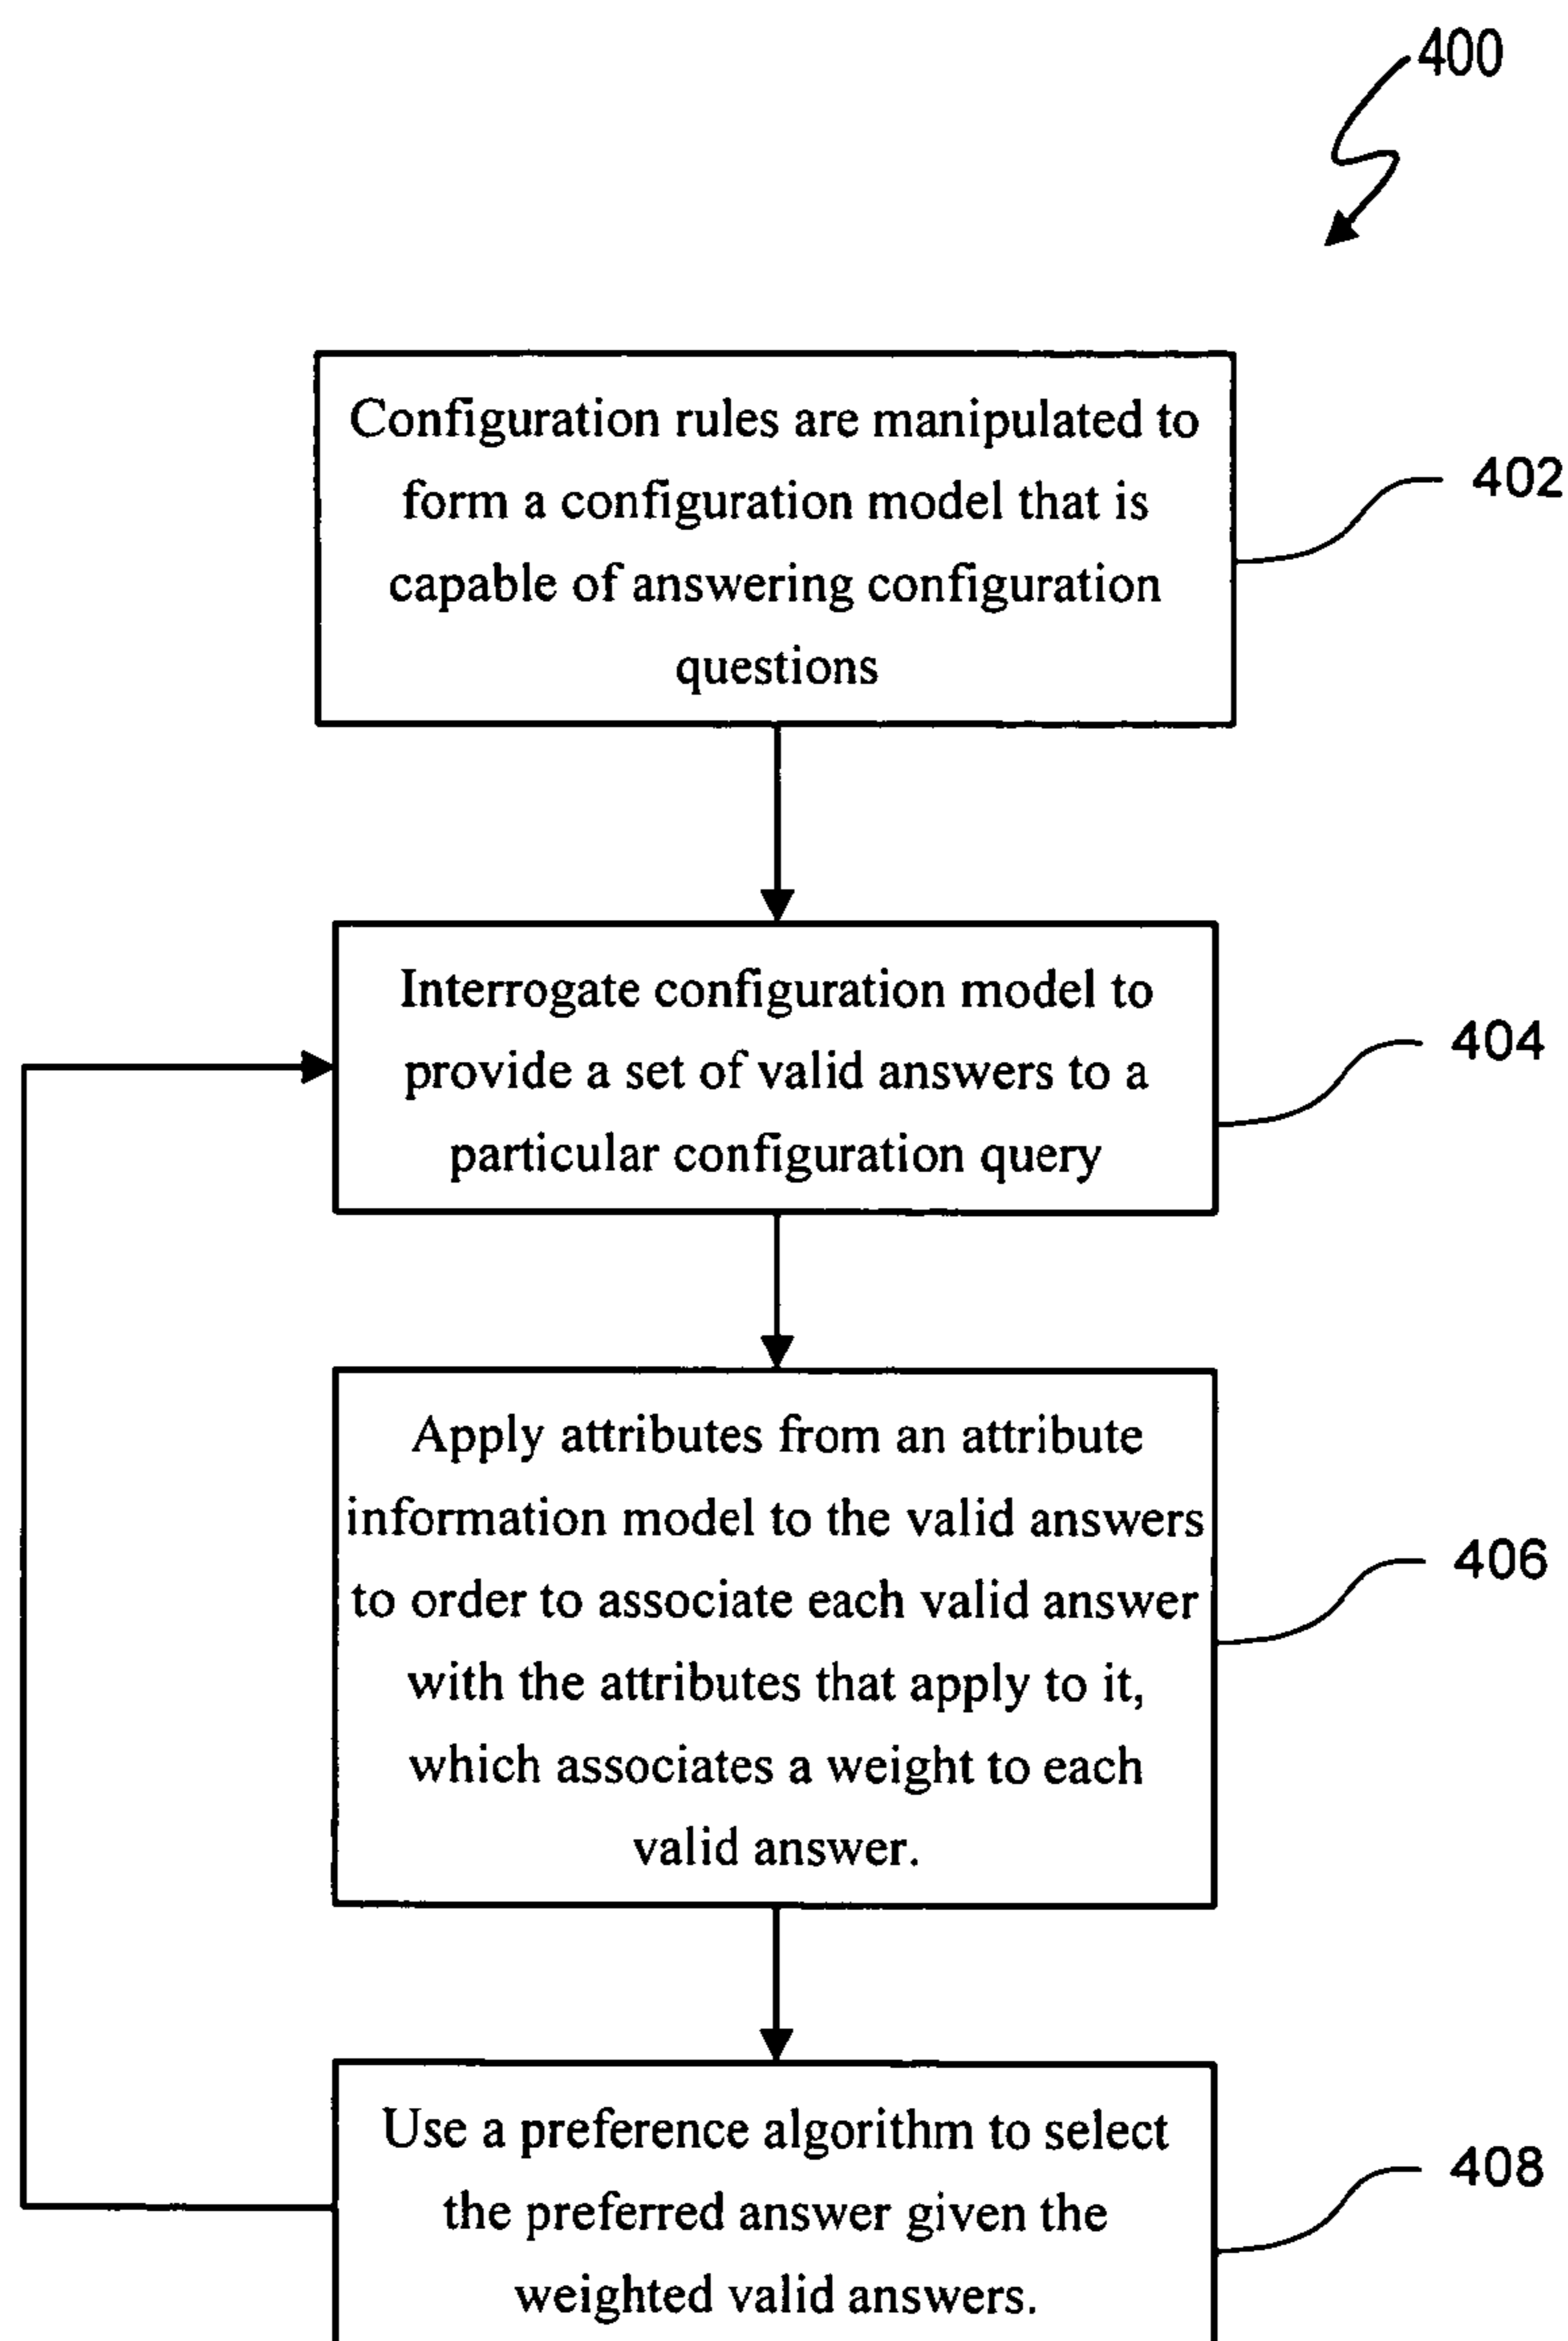 400
Configuration rules are manipulated to
form a configuration model that is
capable of answering configuration
questions
402
Interrogate configuration model to
provide a set of valid answers to a
particular configuration query
404
Apply attributes from an attribute
information model to the valid answers
to order to associate each valid answer
with the attributes that apply to it,
which associates a weight to each
valid answer.
406
Use a preference algorithm to select
the preferred answer given the
weighted valid answers.
408